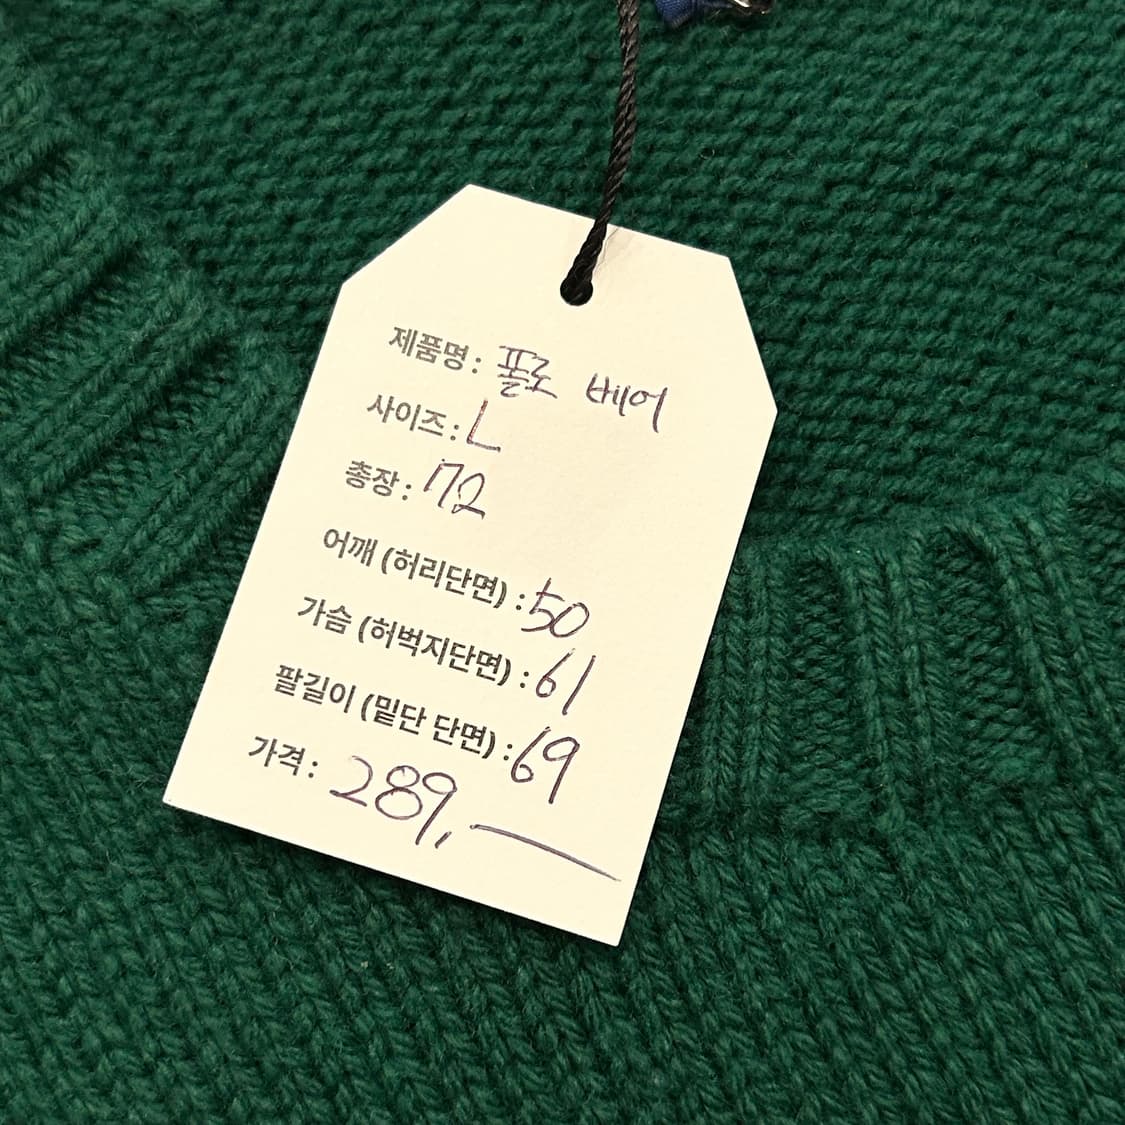 제품명 : 폴로 베어
사이즈 : L
총장 : 72
어깨 (허리단면) : 50
가슴 (허벅지단면) : 61
팔길이 (밑단 단면) : 69
가격 : 289,—